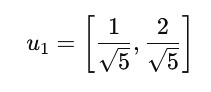 u₁ = [1/√5, 2/√5]